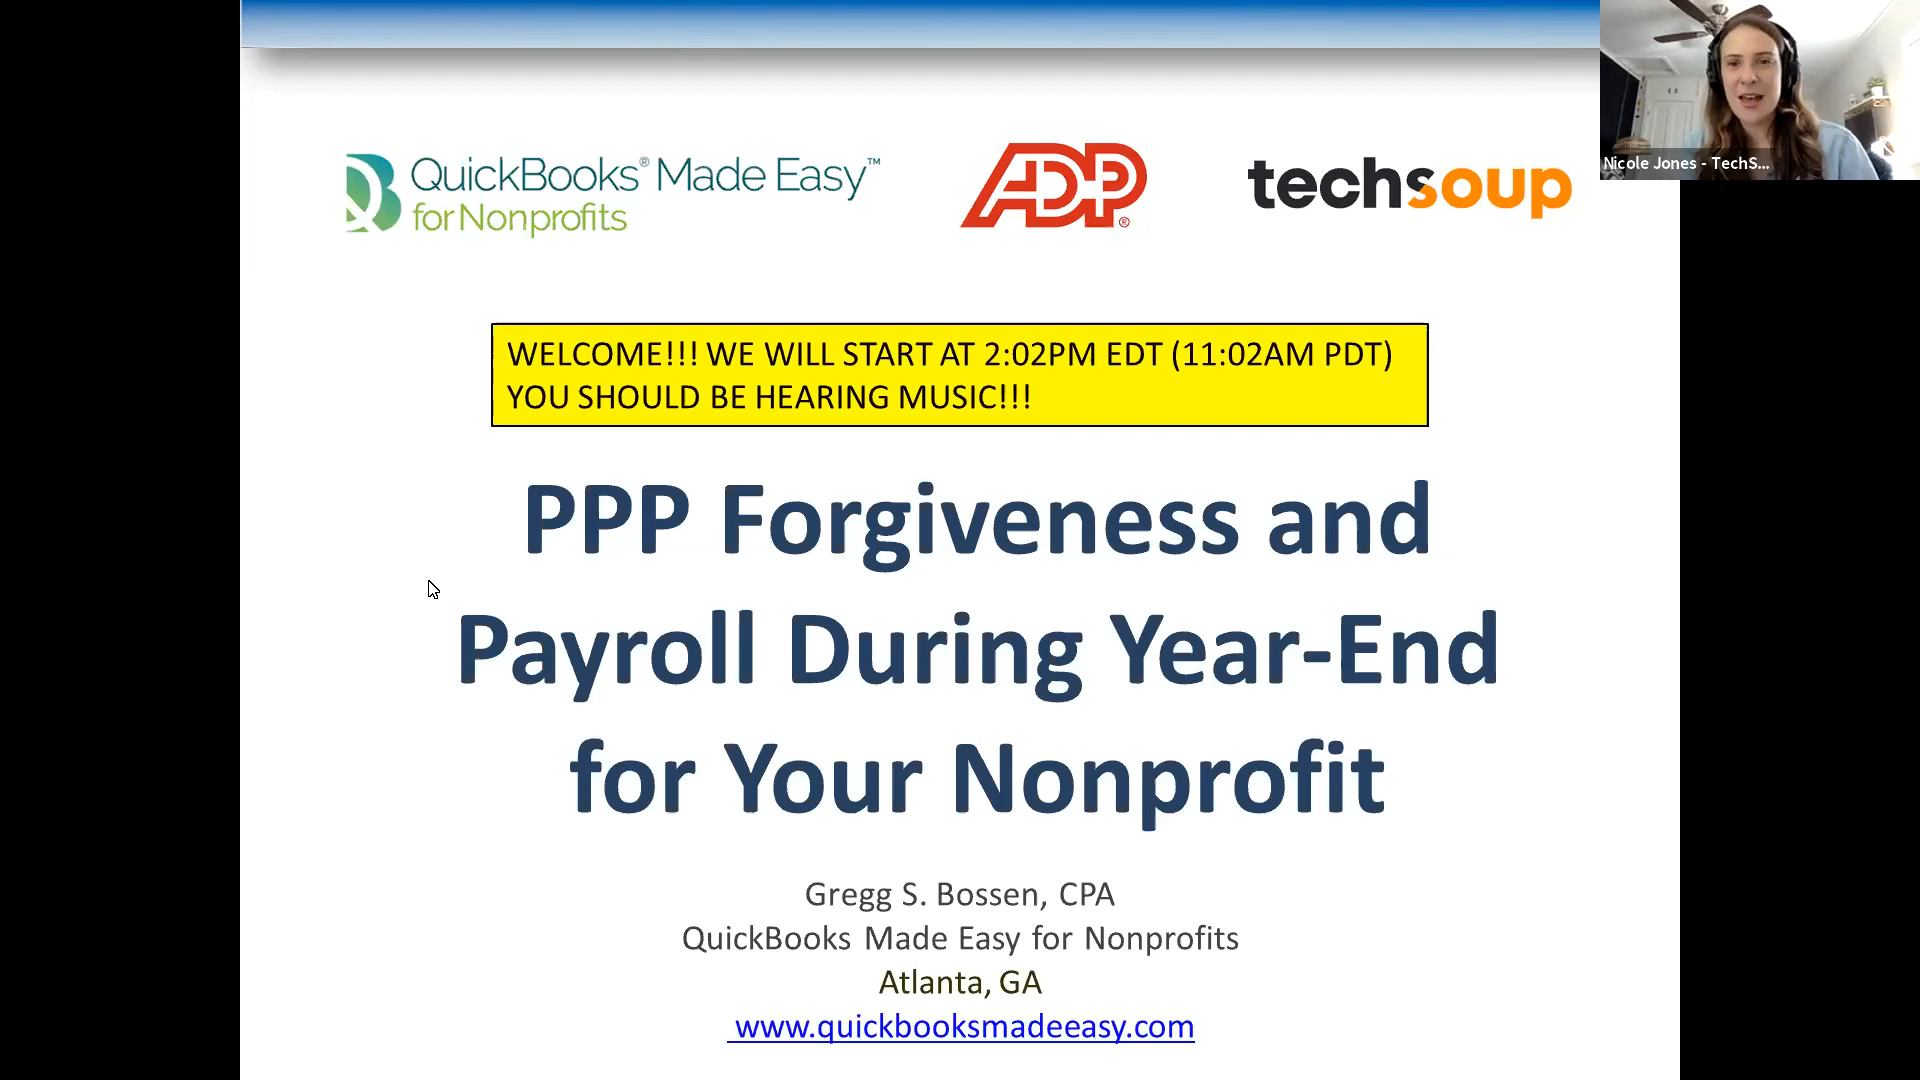 QuickBooks® Made Easy™
for Nonprofits
ADP®
techsoup
Nicole Jones - TechS...
WELCOME!!! WE WILL START AT 2:02PM EDT (11:02AM PDT)
YOU SHOULD BE HEARING MUSIC!!!
PPP Forgiveness and
Payroll During Year-End
for Your Nonprofit
Gregg S. Bossen, CPA
QuickBooks Made Easy for Nonprofits
Atlanta, GA
www.quickbooksmadeeasy.com